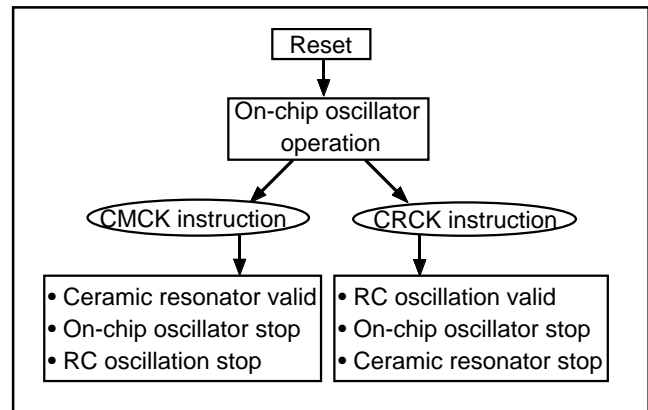 Reset
On-chip oscillator
operation
CMCK instruction
CRCK instruction
• Ceramic resonator valid
• On-chip oscillator stop
• RC oscillation stop
• RC oscillation valid
• On-chip oscillator stop
• Ceramic resonator stop